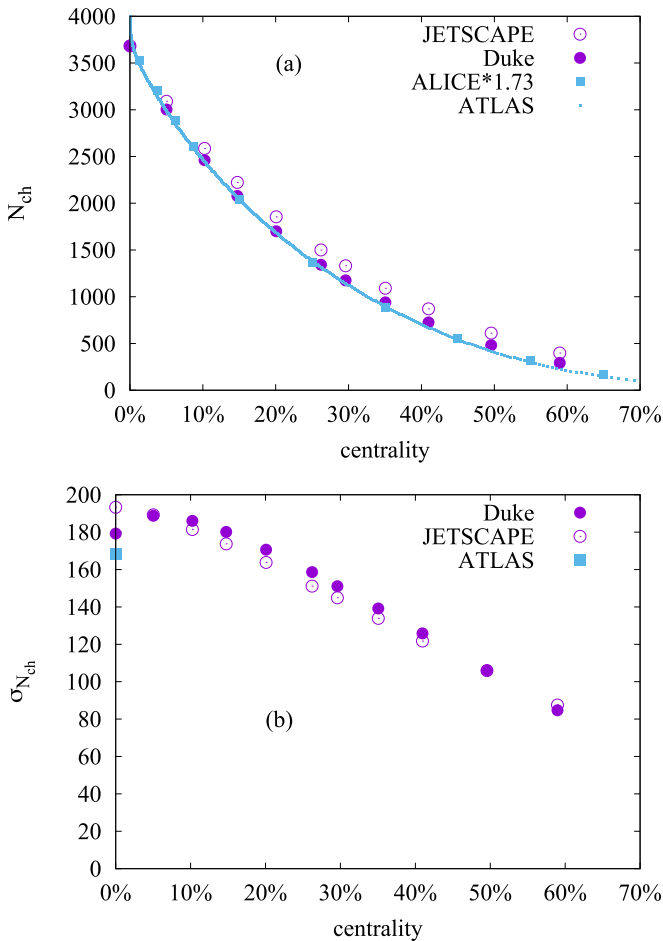 4000
3500
3000
2500
2000
1500
1000
500
0
N_ch
(a)
JETSCAPE
Duke
ALICE*1.73
ATLAS
0% 10% 20% 30% 40% 50% 60% 70%
centrality
200
180
160
140
120
100
80
60
40
20
0
σ_N_ch
Duke
JETSCAPE
ATLAS
(b)
0% 10% 20% 30% 40% 50% 60% 70%
centrality